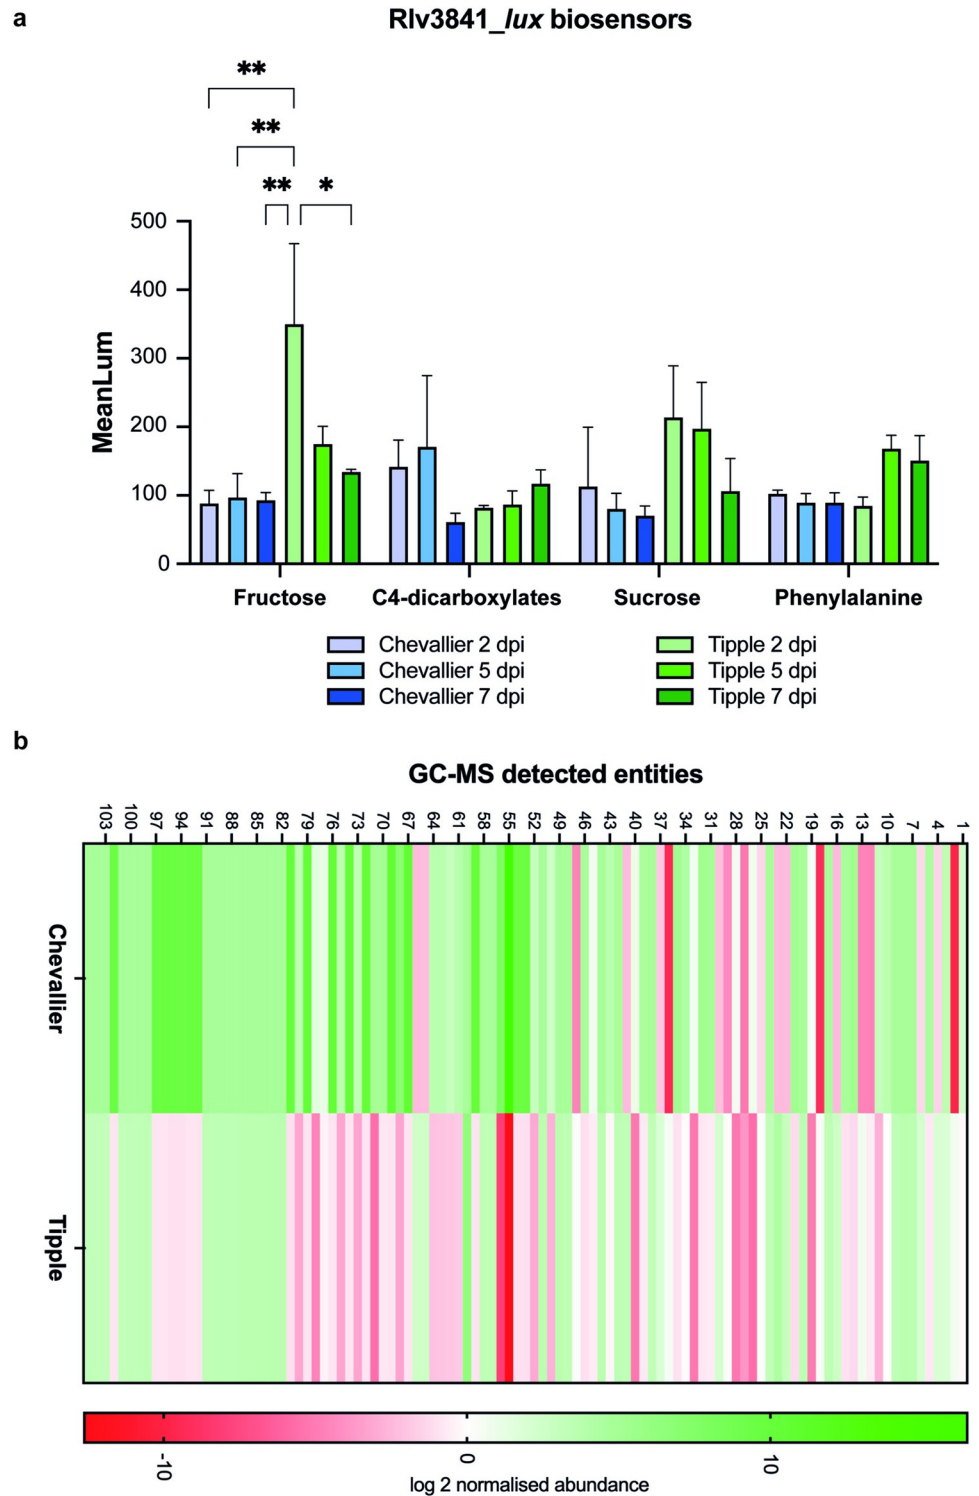 a
Rlv3841_lux biosensors
**
**
** *
500
400
300
200
100
0
MeanLum
Fructose C4-dicarboxylates Sucrose Phenylalanine
Chevallier 2 dpi Tipple 2 dpi
Chevallier 5 dpi Tipple 5 dpi
Chevallier 7 dpi Tipple 7 dpi
b
GC-MS detected entities
103 100 97 94 91 88 85 82 79 76 73 70 67 64 61 58 55 52 49 46 43 40 37 34 31 28 25 22 19 16 13 10 7 4 1
Chevallier
Tipple
-10 0 10
log 2 normalised abundance